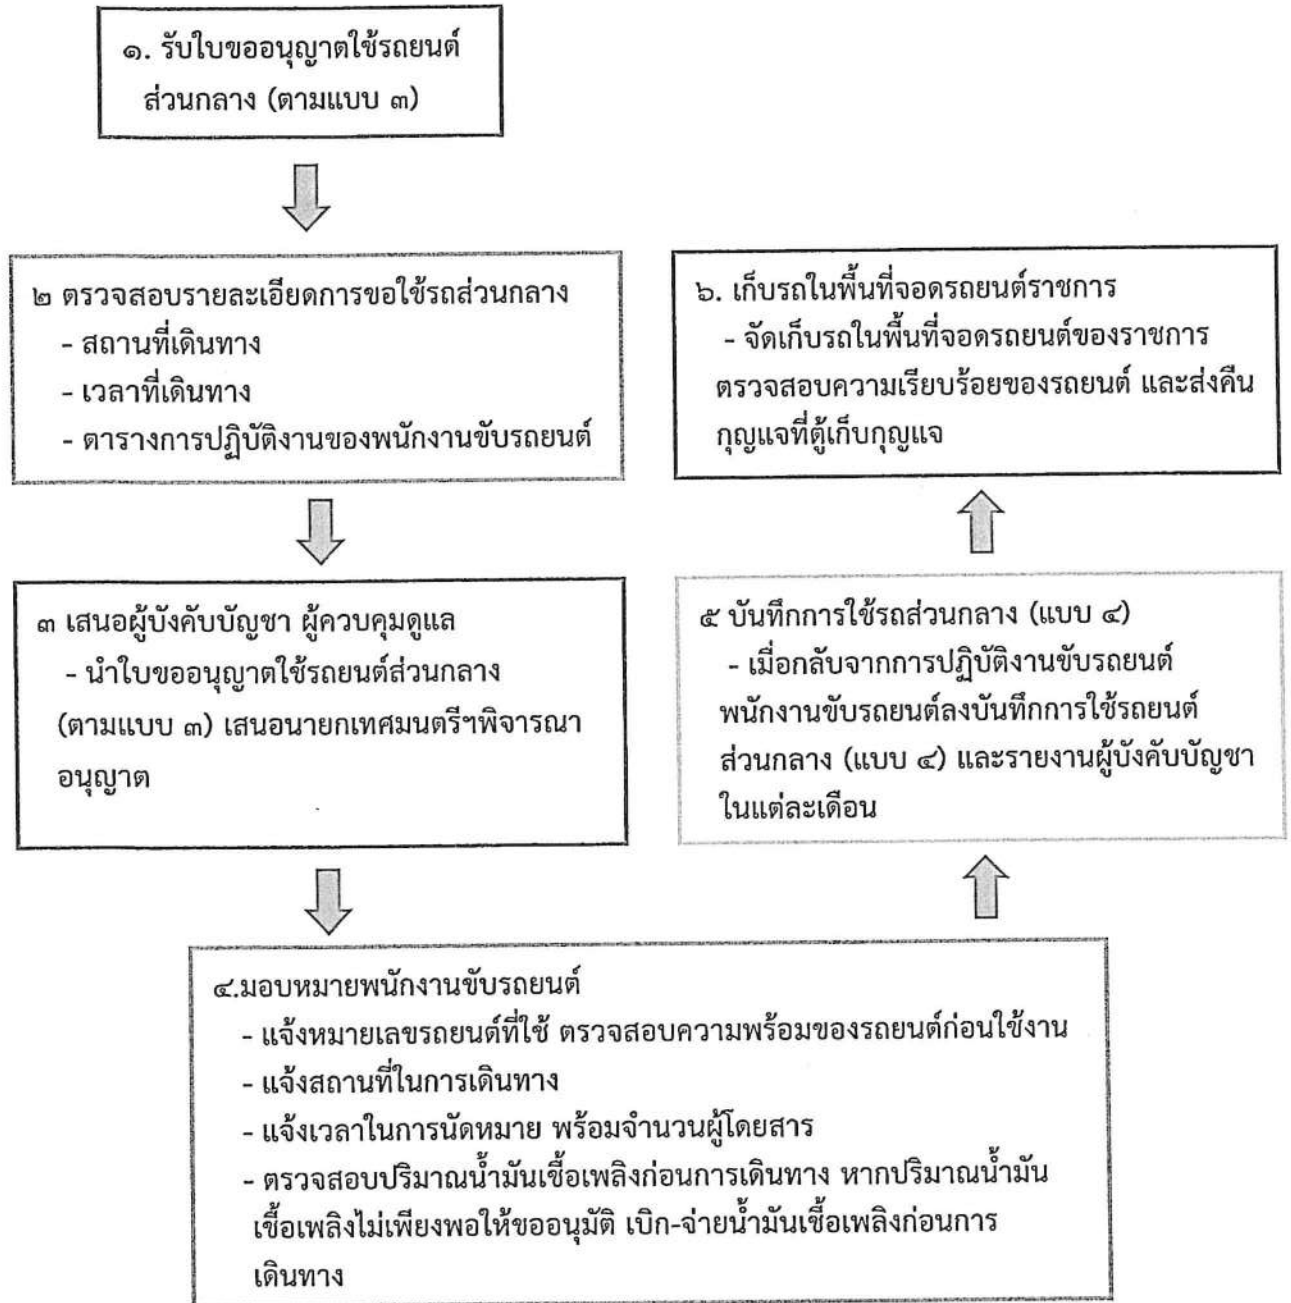 ๑. รับใบขออนุญาตใช้รถยนต์
ส่วนกลาง (ตามแบบ ๓)
๒ ตรวจสอบรายละเอียดการขอใช้รถส่วนกลาง
- สถานที่เดินทาง
- เวลาที่เดินทาง
- ตารางการปฏิบัติงานของพนักงานขับรถยนต์
๓ เสนอผู้บังคับบัญชา ผู้ควบคุมดูแล
- นำใบขออนุญาตใช้รถยนต์ส่วนกลาง
(ตามแบบ ๓) เสนอนายกเทศมนตรีฯพิจารณา
อนุญาต
๔.มอบหมายพนักงานขับรถยนต์
- แจ้งหมายเลขรถยนต์ที่ใช้ ตรวจสอบความพร้อมของรถยนต์ก่อนใช้งาน
- แจ้งสถานที่ในการเดินทาง
- แจ้งเวลาในการนัดหมาย พร้อมจำนวนผู้โดยสาร
- ตรวจสอบปริมาณน้ำมันเชื้อเพลิงก่อนการเดินทาง หากปริมาณน้ำมัน
เชื้อเพลิงไม่เพียงพอให้ขออนุมัติ เบิก-จ่ายน้ำมันเชื้อเพลิงก่อนการ
เดินทาง
๕ บันทึกการใช้รถส่วนกลาง (แบบ ๔)
- เมื่อกลับจากการปฏิบัติงานขับรถยนต์
พนักงานขับรถยนต์ลงบันทึกการใช้รถยนต์
ส่วนกลาง (แบบ ๔) และรายงานผู้บังคับบัญชา
ในแต่ละเดือน
๖. เก็บรถในพื้นที่จอดรถยนต์ราชการ
- จัดเก็บรถในพื้นที่จอดรถยนต์ของราชการ
ตรวจสอบความเรียบร้อยของรถยนต์ และส่งคืน
กุญแจที่ตู้เก็บกุญแจ